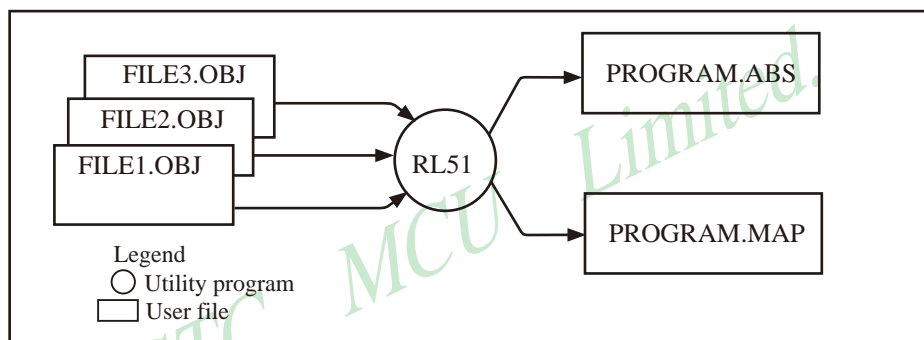 FILE3.OBJ
FILE2.OBJ
FILE1.OBJ
RL51
PROGRAM.ABS
PROGRAM.MAP
Legend
Utility program
User file
STC MCU Limited.